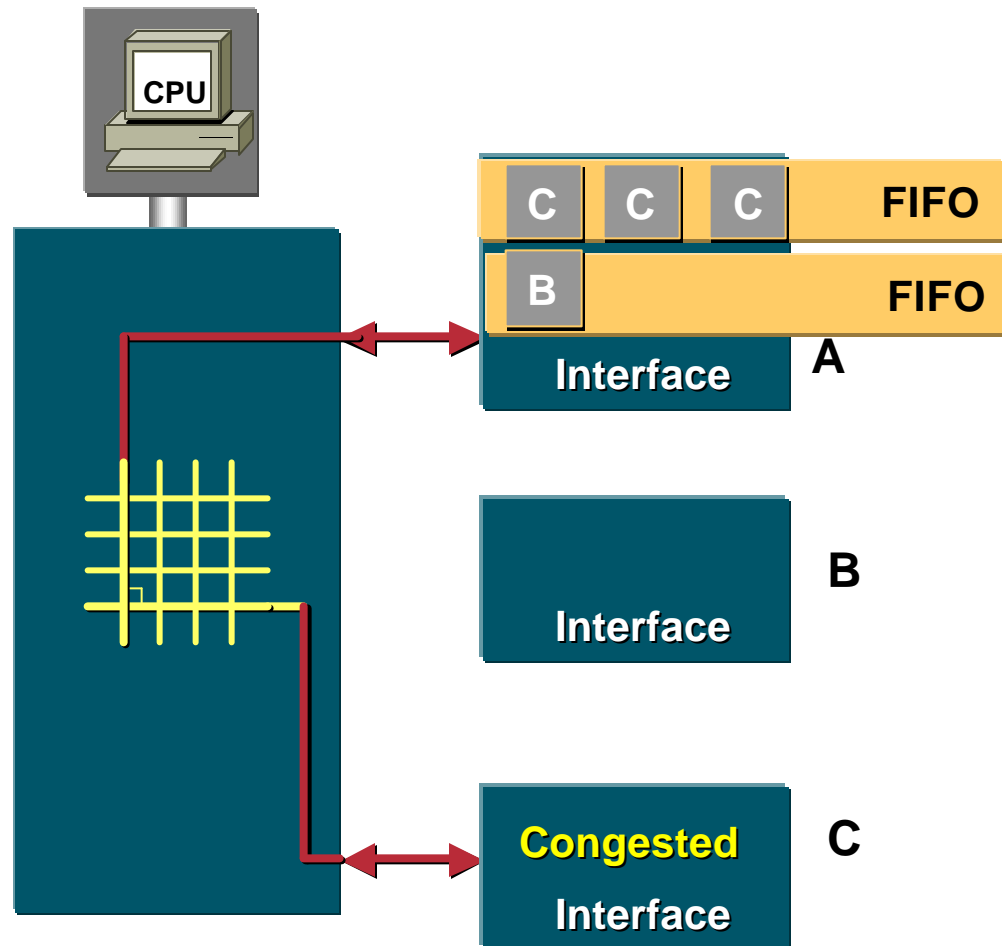 CPU
C C C FIFO
B FIFO
Interface A
Interface B
Congested C
Interface